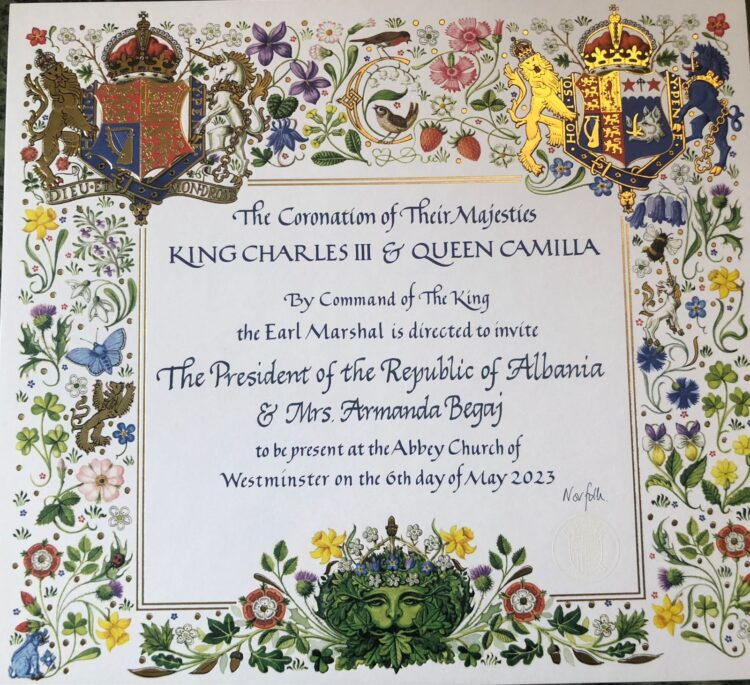 DIEU·ET MON·DROIT
The Coronation of Their Majesties
KING CHARLES III & QUEEN CAMILLA
By Command of The King
the Earl Marshal is directed to invite
The President of the Republic of Albania
& Mrs. Armanda Begaj
to be present at the Abbey Church of
Westminster on the 6th day of May 2023
Norfolk